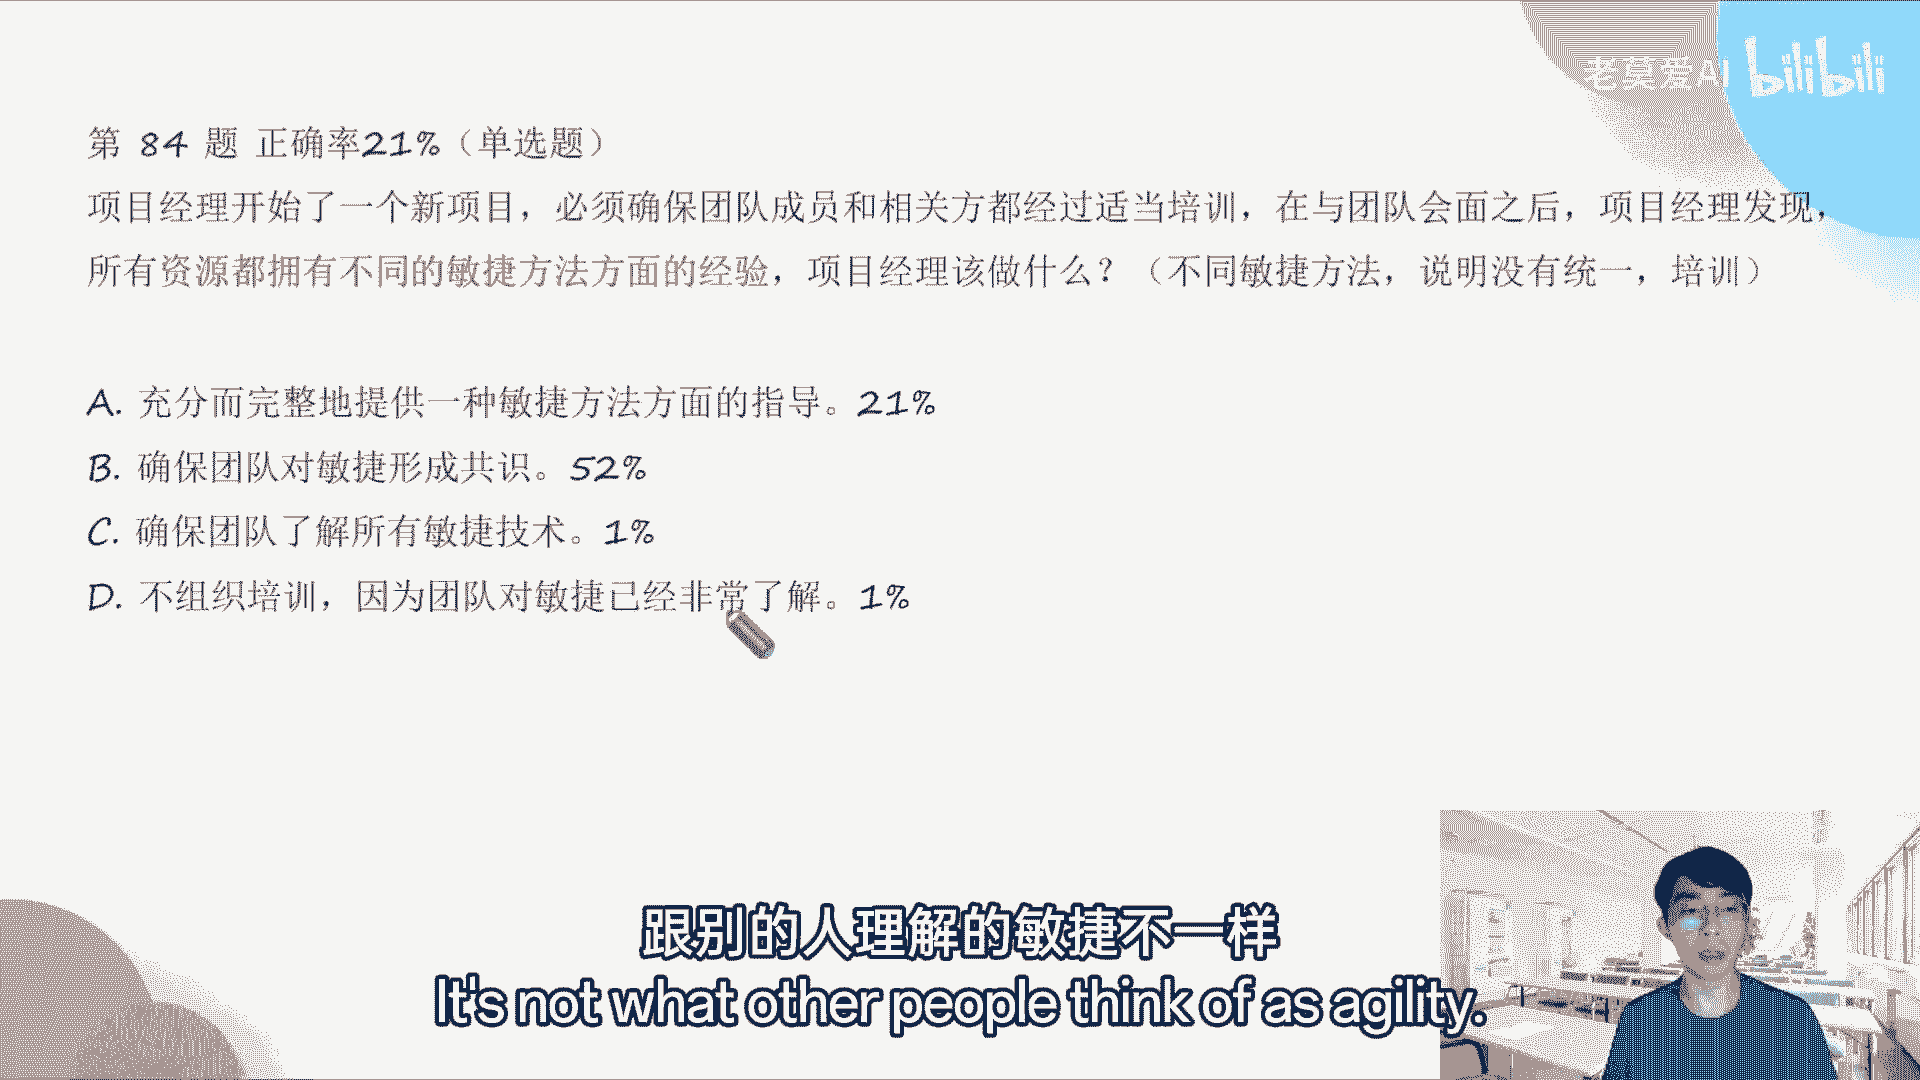 老莫爱AI bilibili
第 84 题 正确率21%（单选题）
项目经理开始了一个新项目，必须确保团队成员和相关方都经过适当培训，在与团队会面之后，项目经理发现，
所有资源都拥有不同的敏捷方法方面的经验，项目经理该做什么？（不同敏捷方法，说明没有统一，培训）
A. 充分而完整地提供一种敏捷方法方面的指导。21%
B. 确保团队对敏捷形成共识。52%
C. 确保团队了解所有敏捷技术。1%
D. 不组织培训，因为团队对敏捷已经非常了解。1%
跟别的人理解的敏捷不一样
It's not what other people think of as agility.